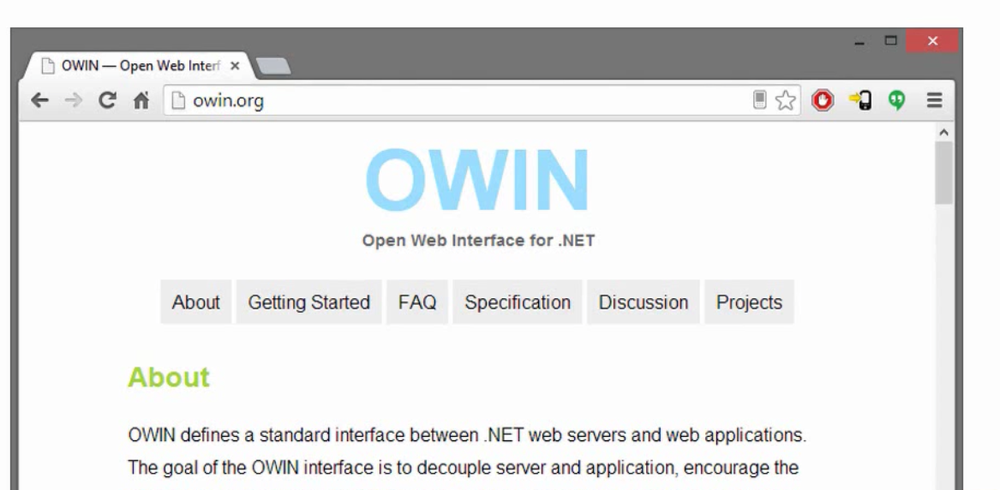 OWIN — Open Web Interf
owin.org
OWIN
Open Web Interface for .NET
About Getting Started FAQ Specification Discussion Projects
About
OWIN defines a standard interface between .NET web servers and web applications.
The goal of the OWIN interface is to decouple server and application, encourage the